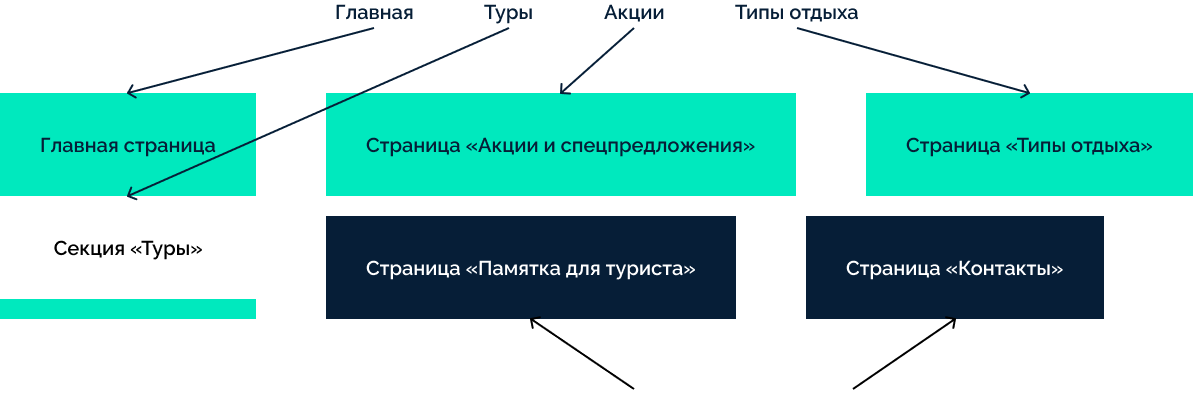 Главная Туры Акции Типы отдыха
Главная страница Страница «Акции и спецпредложения» Страница «Типы отдыха»
Секция «Туры»
Страница «Памятка для туриста» Страница «Контакты»